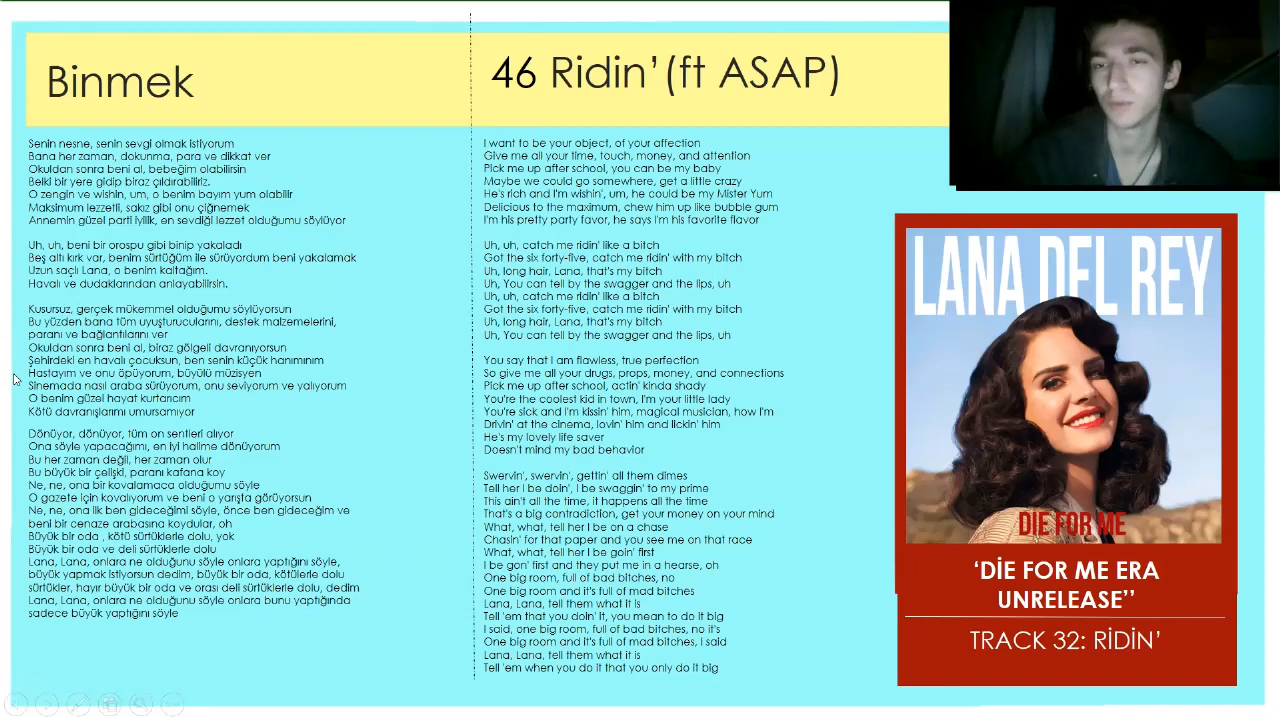 Binmek
Senin nesne, senin sevgi olmak istiyorum
Bana her zaman, dokunma, para ve dikkat ver
Okuldan sonra beni al, bebeğim olabilirsin
Belki bir yere gidip biraz çıldırabiliriz.
O zengin ve wishin, um, o benim bayım yum olabilir
Maksimum lezzetli, sakız gibi onu çiğnemek
Annemin güzel parti iyilik, en sevdiği lezzet olduğumu söylüyor
Uh, uh, beni bir orospu gibi binip yakaladı
Beş altı kırk var, benim sürtüğüm ile sürüyordum beni yakalamak
Uzun saçlı Lana, o benim kaltağım.
Havalı ve dudaklarından anlayabilirsin.
Kusursuz, gerçek mükemmel olduğumu söylüyorsun
Bu yüzden bana tüm uyuşturucularını, destek malzemelerini,
paranı ve bağlantılarını ver
Okuldan sonra beni al, biraz gölgeli davranıyorsun
Şehirdeki en havalı çocuksun, ben senin küçük hanımınım
Hastayım ve onu öpüyorum, büyülü müzisyen
Sinemada nasıl araba sürüyorum, onu seviyorum ve yalıyorum
O benim güzel hayat kurtarıcım
Kötü davranışlarımı umursamıyor
Dönüyor, dönüyor, tüm on sentleri alıyor
Ona söyle yapacağımı, en iyi halime dönüyorum
Bu her zaman değil, her zaman olur
Bu büyük bir çelişki, paranı kafana koy
Ne, ne, ona bir kovalamaca olduğumu söyle
O gazete için kovalıyorum ve beni o yarışta görüyorsun
Ne, ne, ona ilk ben gideceğimi söyle, önce ben gideceğim ve
beni bir cenaze arabasına koydular, oh
Büyük bir oda , kötü sürtüklerle dolu, yok
Büyük bir oda ve deli sürtüklerle dolu
Lana, Lana, onlara ne olduğunu söyle onlara yaptığını söyle,
büyük yapmak istiyorsun dedim, büyük bir oda, kötülerle dolu
sürtükler, hayır büyük bir oda ve orası deli sürtüklerle dolu, dedim
Lana, Lana, onlara ne olduğunu söyle onlara bunu yaptığında
sadece büyük yaptığını söyle
46 Ridin’(ft ASAP)
I want to be your object, of your affection
Give me all your time, touch, money, and attention
Pick me up after school, you can be my baby
Maybe we could go somewhere, get a little crazy
He's rich and I'm wishin', um, he could be my Mister Yum
Delicious to the maximum, chew him up like bubble gum
I'm his pretty party favor, he says I'm his favorite flavor
Uh, uh, catch me ridin' like a bitch
Got the six forty-five, catch me ridin' with my bitch
Uh, long hair, Lana, that's my bitch
Uh, You can tell by the swagger and the lips, uh
Uh, uh, catch me ridin' like a bitch
Got the six forty-five, catch me ridin' with my bitch
Uh, long hair, Lana, that's my bitch
Uh, You can tell by the swagger and the lips, uh
You say that I am flawless, true perfection
So give me all your drugs, props, money, and connections
Pick me up after school, actin' kinda shady
You're the coolest kid in town, I'm your little lady
You're sick and I'm kissin' him, magical musician, how I'm
Drivin' at the cinema, lovin' him and lickin' him
He's my lovely life saver
Doesn't mind my bad behavior
Swervin', swervin', gettin' all them dimes
Tell her I be doin', I be swaggin' to my prime
This ain't all the time, it happens all the time
That's a big contradiction, get your money on your mind
What, what, tell her I be on a chase
Chasin' for that paper and you see me on that race
What, what, tell her I be goin' first
I be gon' first and they put me in a hearse, oh
One big room, full of bad bitches, no
One big room and it's full of mad bitches
Lana, Lana, tell them what it is
Tell 'em that you doin' it, you mean to do it big
I said, one big room, full of bad bitches, no it's
One big room and it's full of mad bitches, I said
Lana, Lana, tell them what it is
Tell 'em when you do it that you only do it big
LANA DEL REY
DIE FOR ME
‘DİE FOR ME ERA
UNRELEASE’’
TRACK 32: RİDİN’